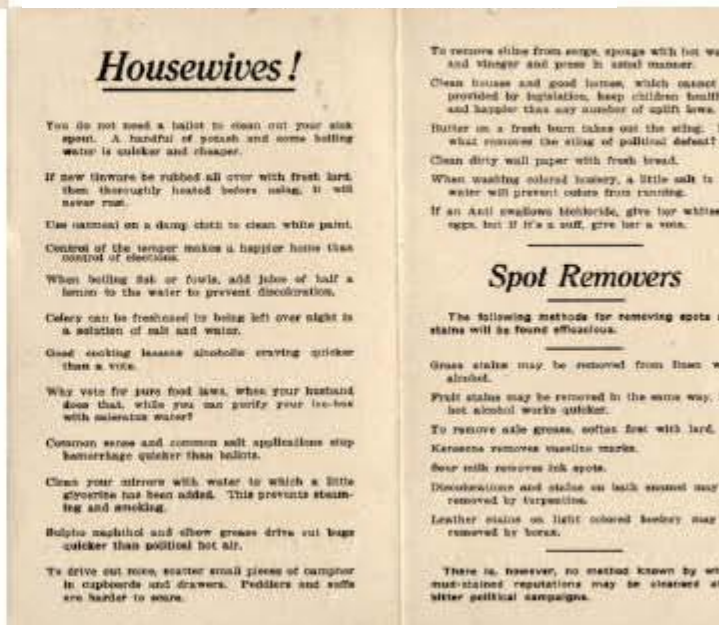 Housewives!
You do not need a ballot to clean out your sink
spout. A handful of potash and some boiling
water is quicker and cheaper.
If new tinware be rubbed all over with fresh lard,
then thoroughly heated before using, it will
never rust.
Use oatmeal on a damp cloth to clean white paint.
Control of the temper makes a happier home than
control of elections.
When boiling fish or fowls, add juice of half a
lemon to the water to prevent discoloration.
Celery can be freshened by being left over night in
a solution of salt and water.
Good cooking lessens alcoholic craving quicker
than a vote.
Why vote for pure food laws, when your husband
does that, while you can purify your ice-box
with saleratus water?
Common sense and common salt applications stop
hemorrhage quicker than ballots.
Clean your mirrors with water to which a little
glycerine has been added. This prevents steam-
ing and smoking.
Sulpho naphthol and elbow grease drive out bugs
quicker than political hot air.
To drive out mice, scatter small pieces of camphor
in cupboards and drawers. Peddlers and suffs
are harder to scare.
To remove shine from serge, sponge with hot
and vinegar and press in usual manner.
Clean houses and good homes, which cannot
provided by legislation, keep children
and happier than any number of uplift laws.
Butter on a fresh burn takes out the sting.
what removes the sting of political defeat?
Clean dirty wall paper with fresh bread.
When washing colored hosiery, a little salt in
water will prevent colors from running.
If an Anti swallows bichloride, give her
eggs, but if it's a suff, give her a vote.
Spot Removers
The following methods for removing spots
stains will be found efficacious.
Grass stains may be removed from linen
alcohol.
Fruit stains may be removed in the same way,
hot alcohol works quicker.
To remove axle grease, soften first with lard.
Kerosene removes vaseline marks.
Sour milk removes ink spots.
Discolorations and stains on bath enamel may
removed by turpentine.
Leather stains on light colored hosiery may
removed by borax.
There is, however, no method known by
mud-stained reputations may be cleaned
bitter political campaigns.